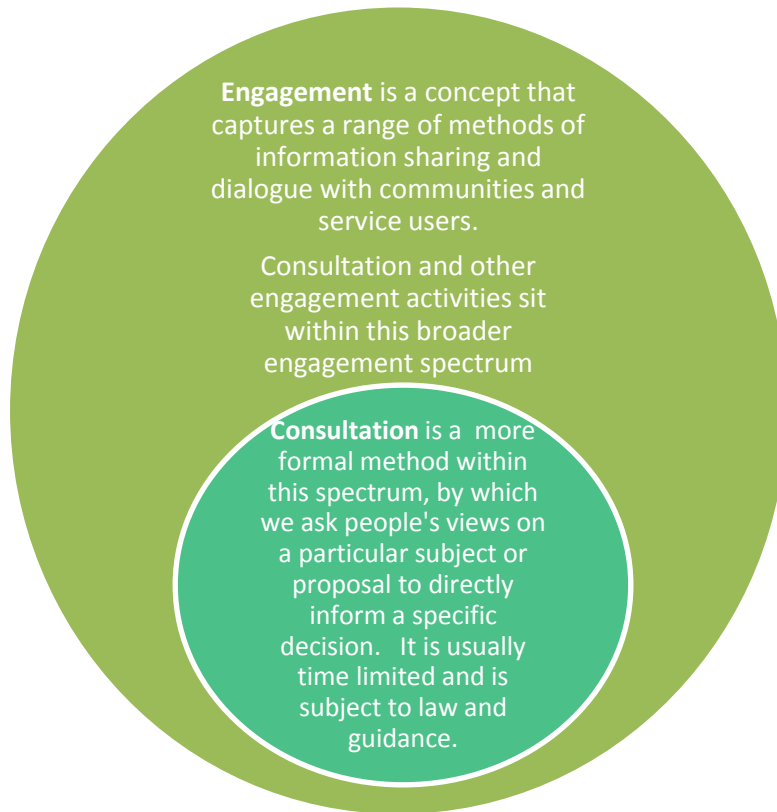 Engagement is a concept that
captures a range of methods of
information sharing and
dialogue with communities and
service users.
Consultation and other
engagement activities sit
within this broader
engagement spectrum
Consultation is a  more
formal method within
this spectrum, by which
we ask people's views on
a particular subject or
proposal to directly
inform a specific
decision.   It is usually
time limited and is
subject to law and
guidance.